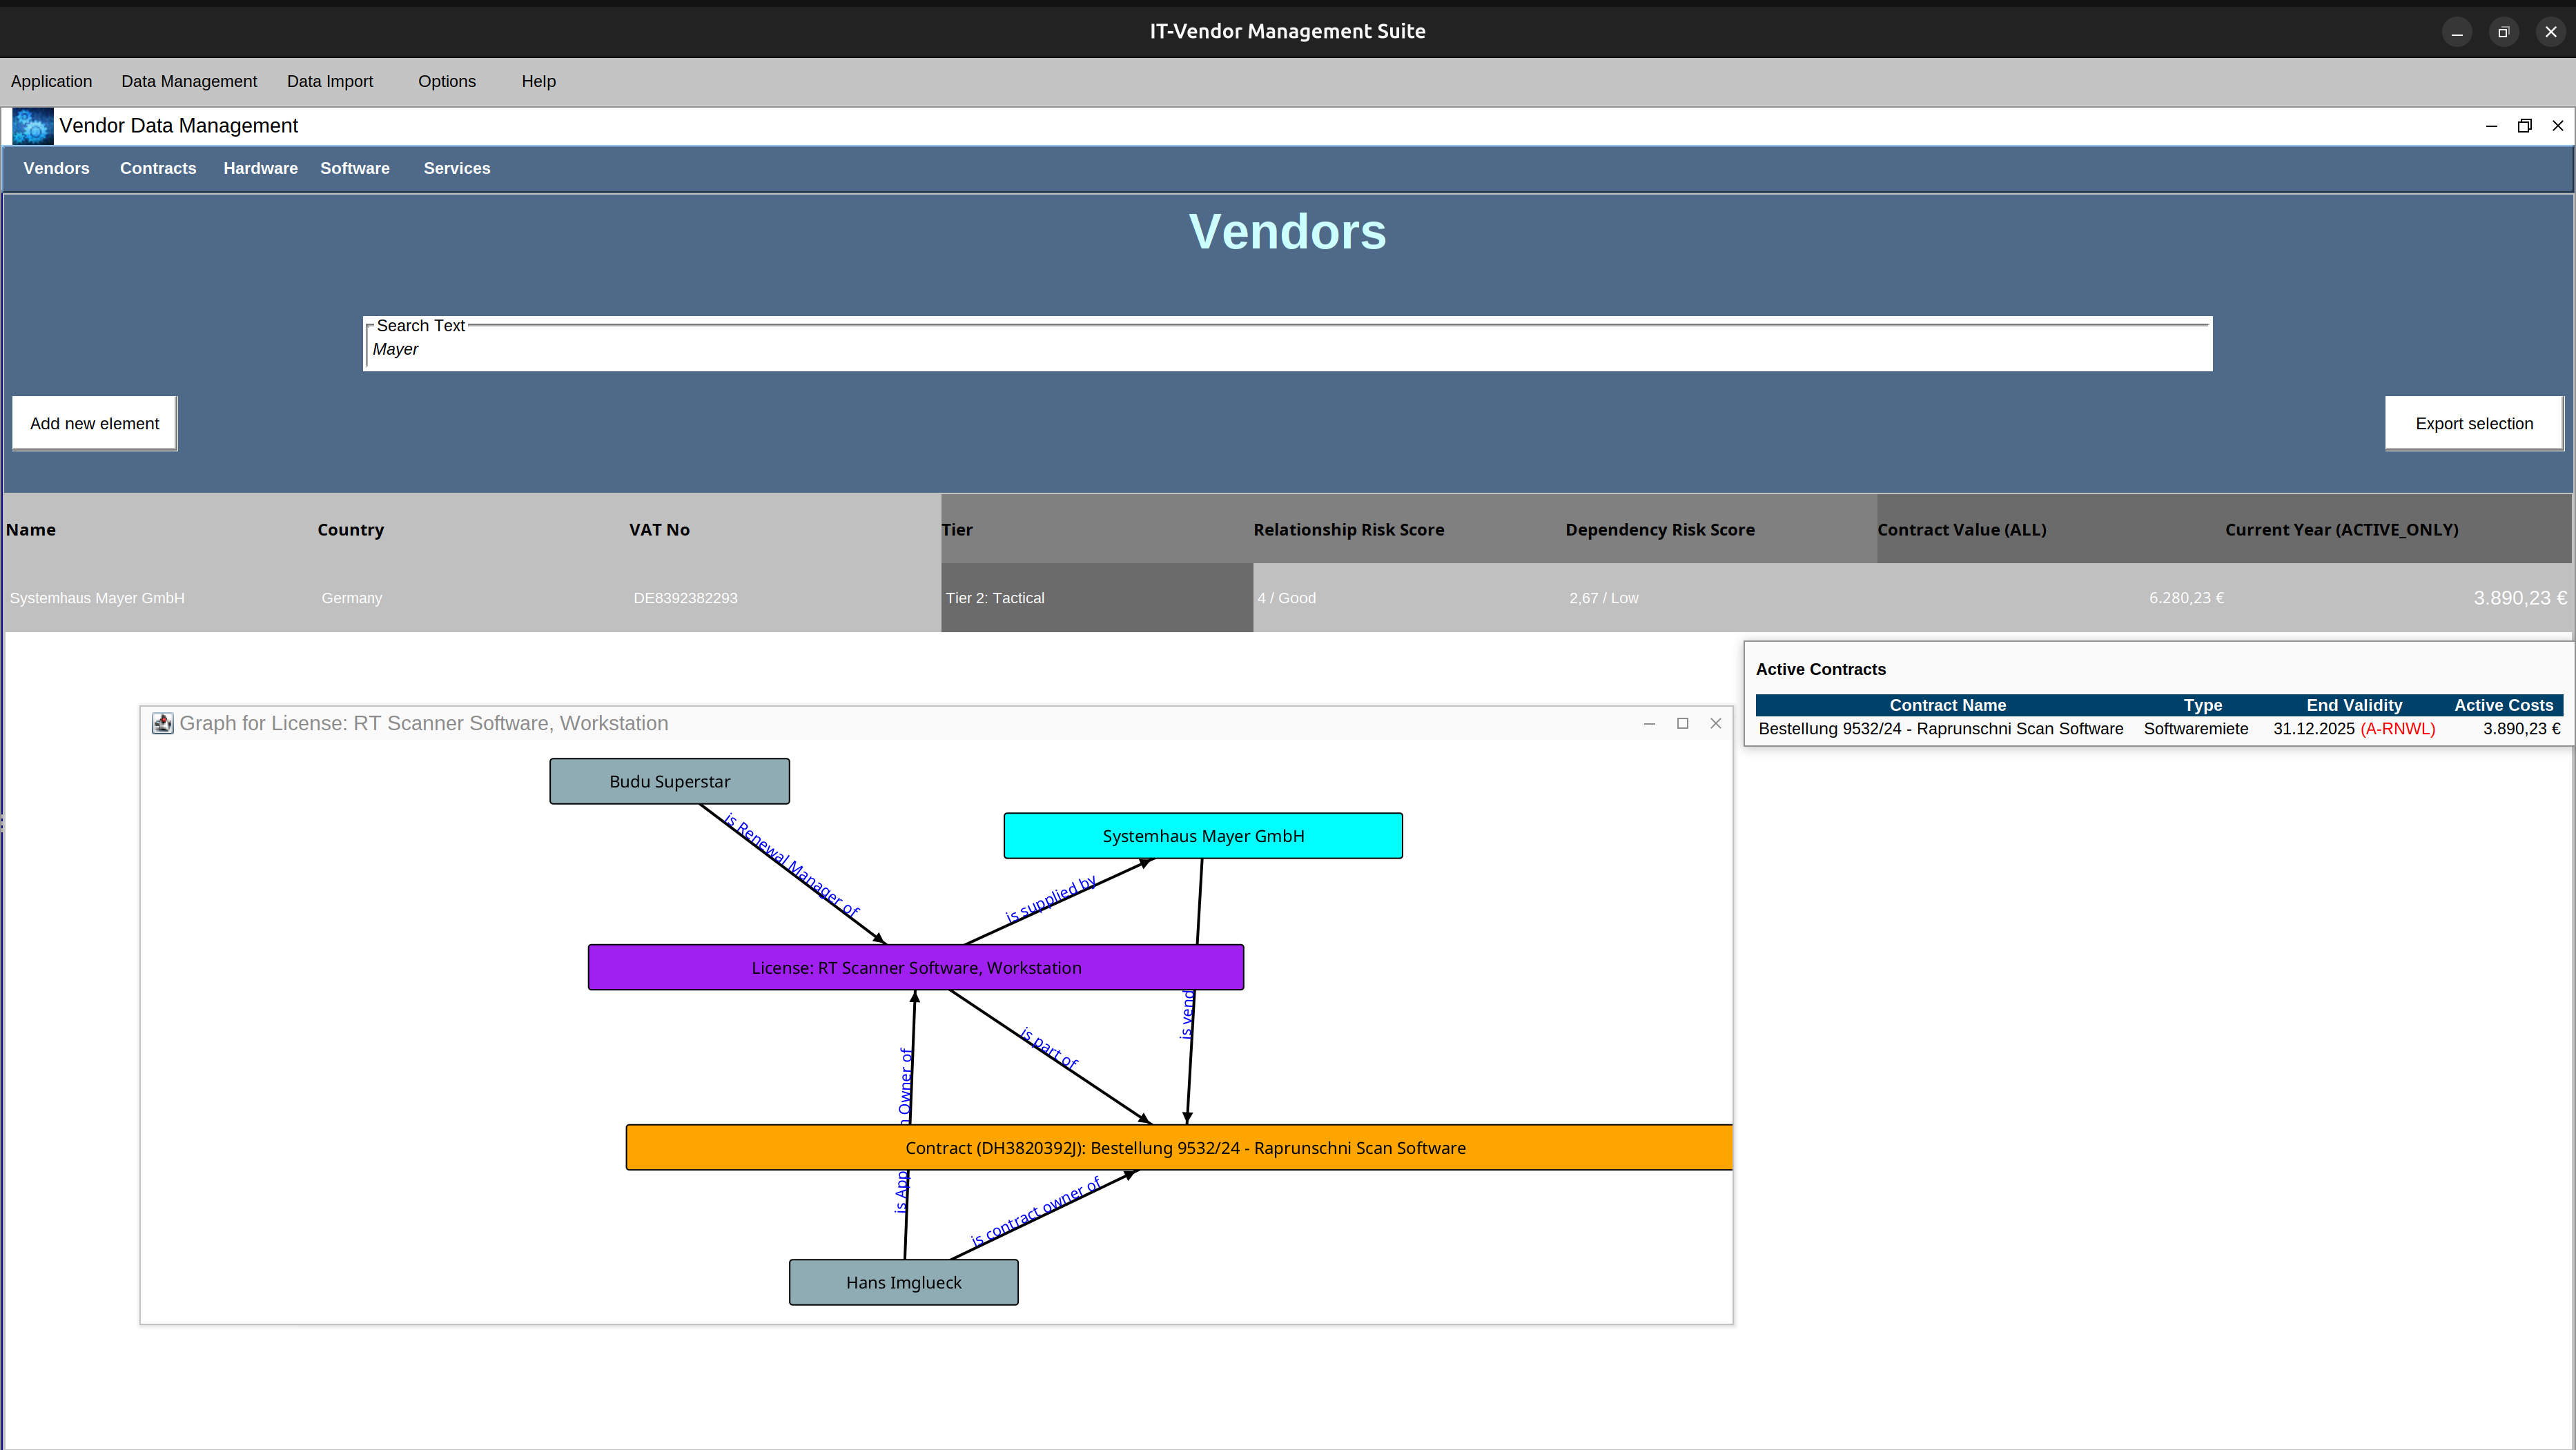 IT-Vendor Management Suite
Application Data Management Data Import Options Help
Vendor Data Management
Vendors Contracts Hardware Software Services
Vendors
Search Text
Mayer
Add new element Export selection
Name Country VAT No Tier Relationship Risk Score Dependency Risk Score Contract Value (ALL) Current Year (ACTIVE_ONLY)
Systemhaus Mayer GmbH Germany DE8392382293 Tier 2: Tactical 4 / Good 2,67 / Low 6.280,23 € 3.890,23 €
Active Contracts
Contract Name Type End Validity Active Costs
Bestellung 9532/24 - Raprunschni Scan Software Softwaremiete 31.12.2025 (A-RNWL) 3.890,23 €
Graph for License: RT Scanner Software, Workstation
Budu Superstar
is Renewal Manager of
Systemhaus Mayer GmbH
is supplied by
License: RT Scanner Software, Workstation
is vend
is part of
is App n Owner of
Contract (DH3820392J): Bestellung 9532/24 - Raprunschni Scan Software
is contract owner of
Hans Imglueck